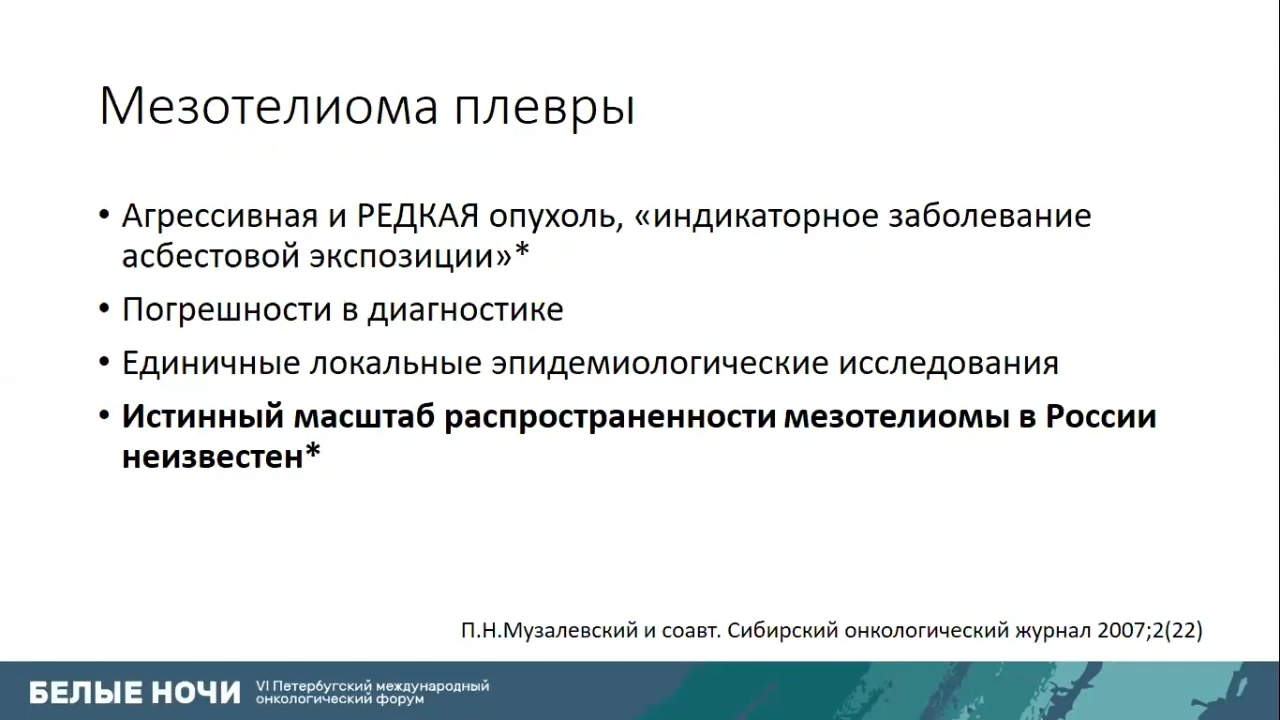 Мезотелиома плевры
• Агрессивная и РЕДКАЯ опухоль, «индикаторное заболевание
асбестовой экспозиции»*
• Погрешности в диагностике
• Единичные локальные эпидемиологические исследования
• Истинный масштаб распространенности мезотелиомы в России
неизвестен*
П.Н.Музалевский и соавт. Сибирский онкологический журнал 2007;2(22)
БЕЛЫЕ НОЧИ
VI Петербургский международный
онкологический форум